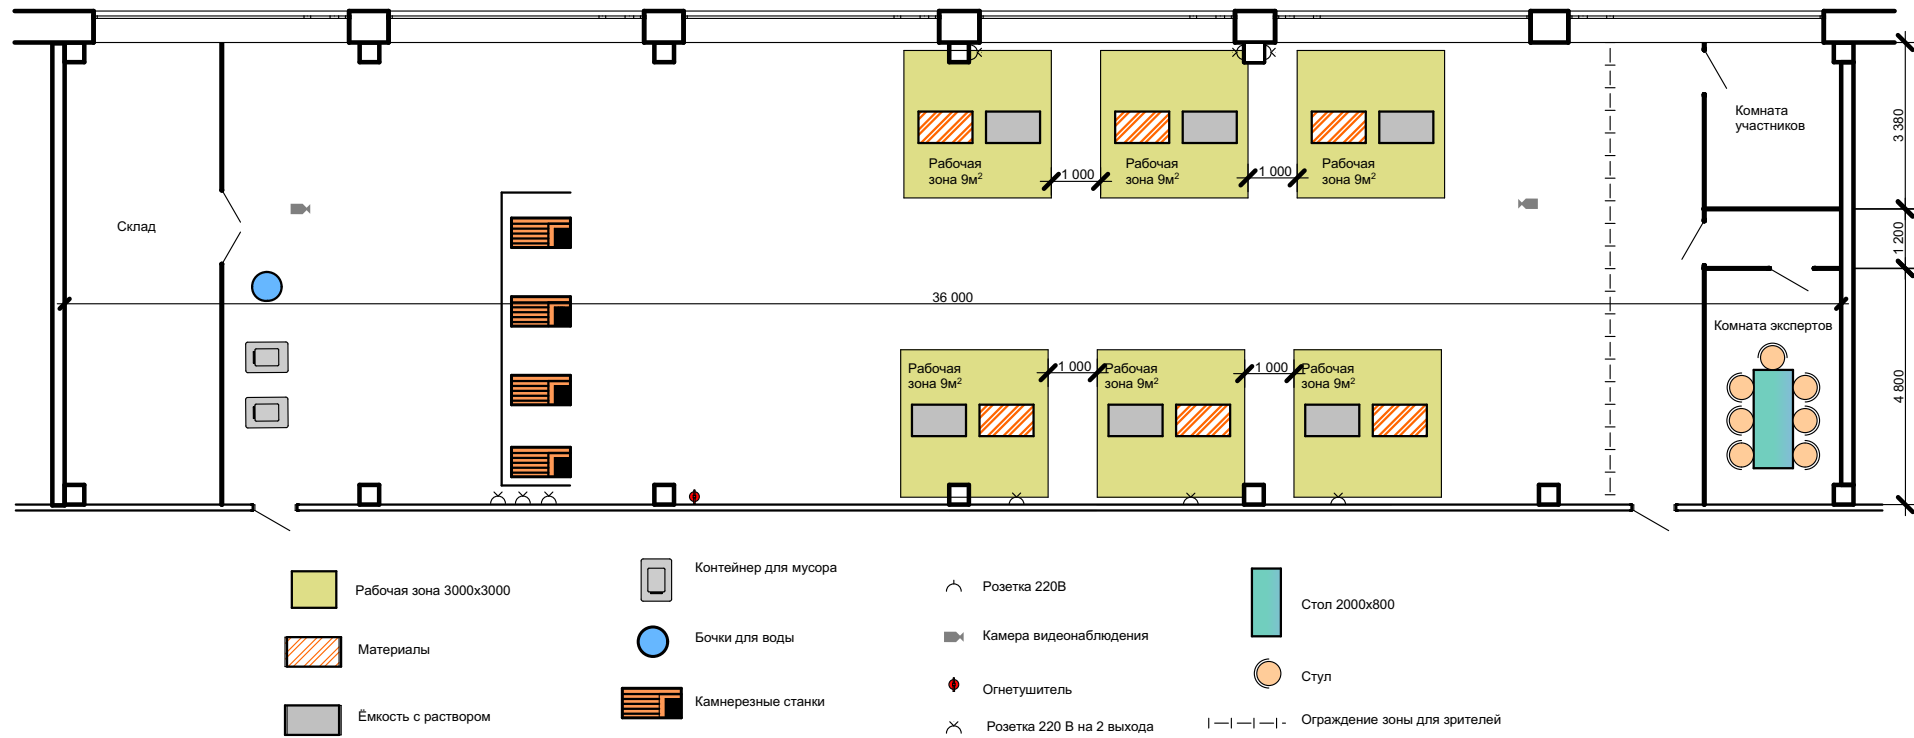 Комната
участников
3 380
Рабочая
зона 9м²
1 000
Рабочая
зона 9м²
1 000
Рабочая
зона 9м²
Склад
1 200
36 000
Комната экспертов
Рабочая
зона 9м²
1 000
Рабочая
зона 9м²
1 000
Рабочая
зона 9м²
4 800
Рабочая зона 3000х3000
Материалы
Ёмкость с раствором
Контейнер для мусора
Бочки для воды
Камнерезные станки
Розетка 220В
Камера видеонаблюдения
Огнетушитель
Розетка 220 В на 2 выхода
Стол 2000х800
Стул
Ограждение зоны для зрителей